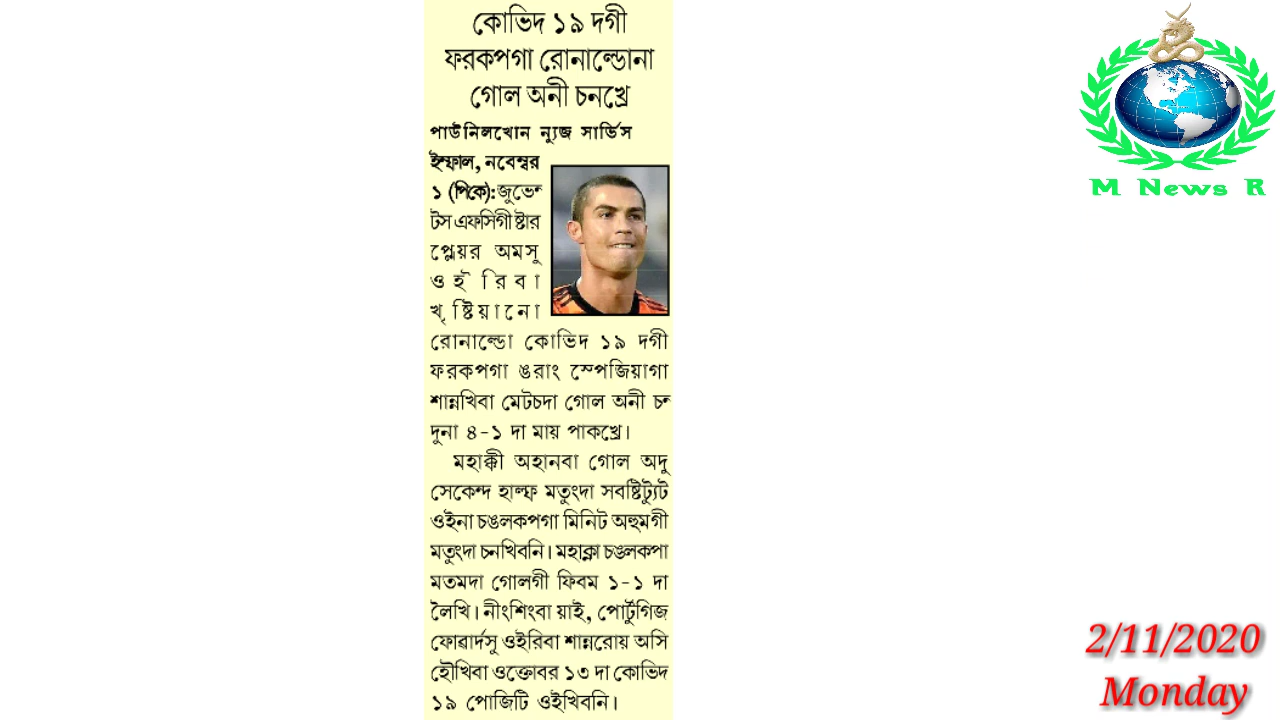 কোভিদ ১৯ দগী
ফরকপগা রোনাল্ডোনা
গোল অনী চনখ্রে
পাউনিলখোন ন্যুজ সার্ভিস
ইম্ফাল, নবেম্বর
১ (পিকে): জুভেন
টস এফসিগী ষ্টার
প্লেয়র অমসু
ওইরিবা
খৃষ্টিয়ানো
রোনাল্ডো কোভিদ ১৯ দগী
ফরকপগা ঙরাং স্পেজিয়াগা
শান্নখিবা মেটচদা গোল অনী চন
দুনা ৪-১ দা মায় পাকখ্রে।
মহাক্কী অহানবা গোল অদু
সেকেন্দ হাল্ফ মতুংদা সবষ্টিট্যুট
ওইনা চঙলকপগা মিনিট অহুমগী
মতুংদা চনখিবনি। মহাক্না চঙলকপা
মতমদা গোলগী ফিবম ১-১ দা
লৈখি। নীংশিংবা য়াই, পোর্টুগিজ
ফোৱার্দসু ওইরিবা শান্নরোয় অসি
হৌখিবা ওক্তোবর ১৩ দা কোভিদ
১৯ পোজিটি ওইখিবনি।
M News R
2/11/2020
Monday